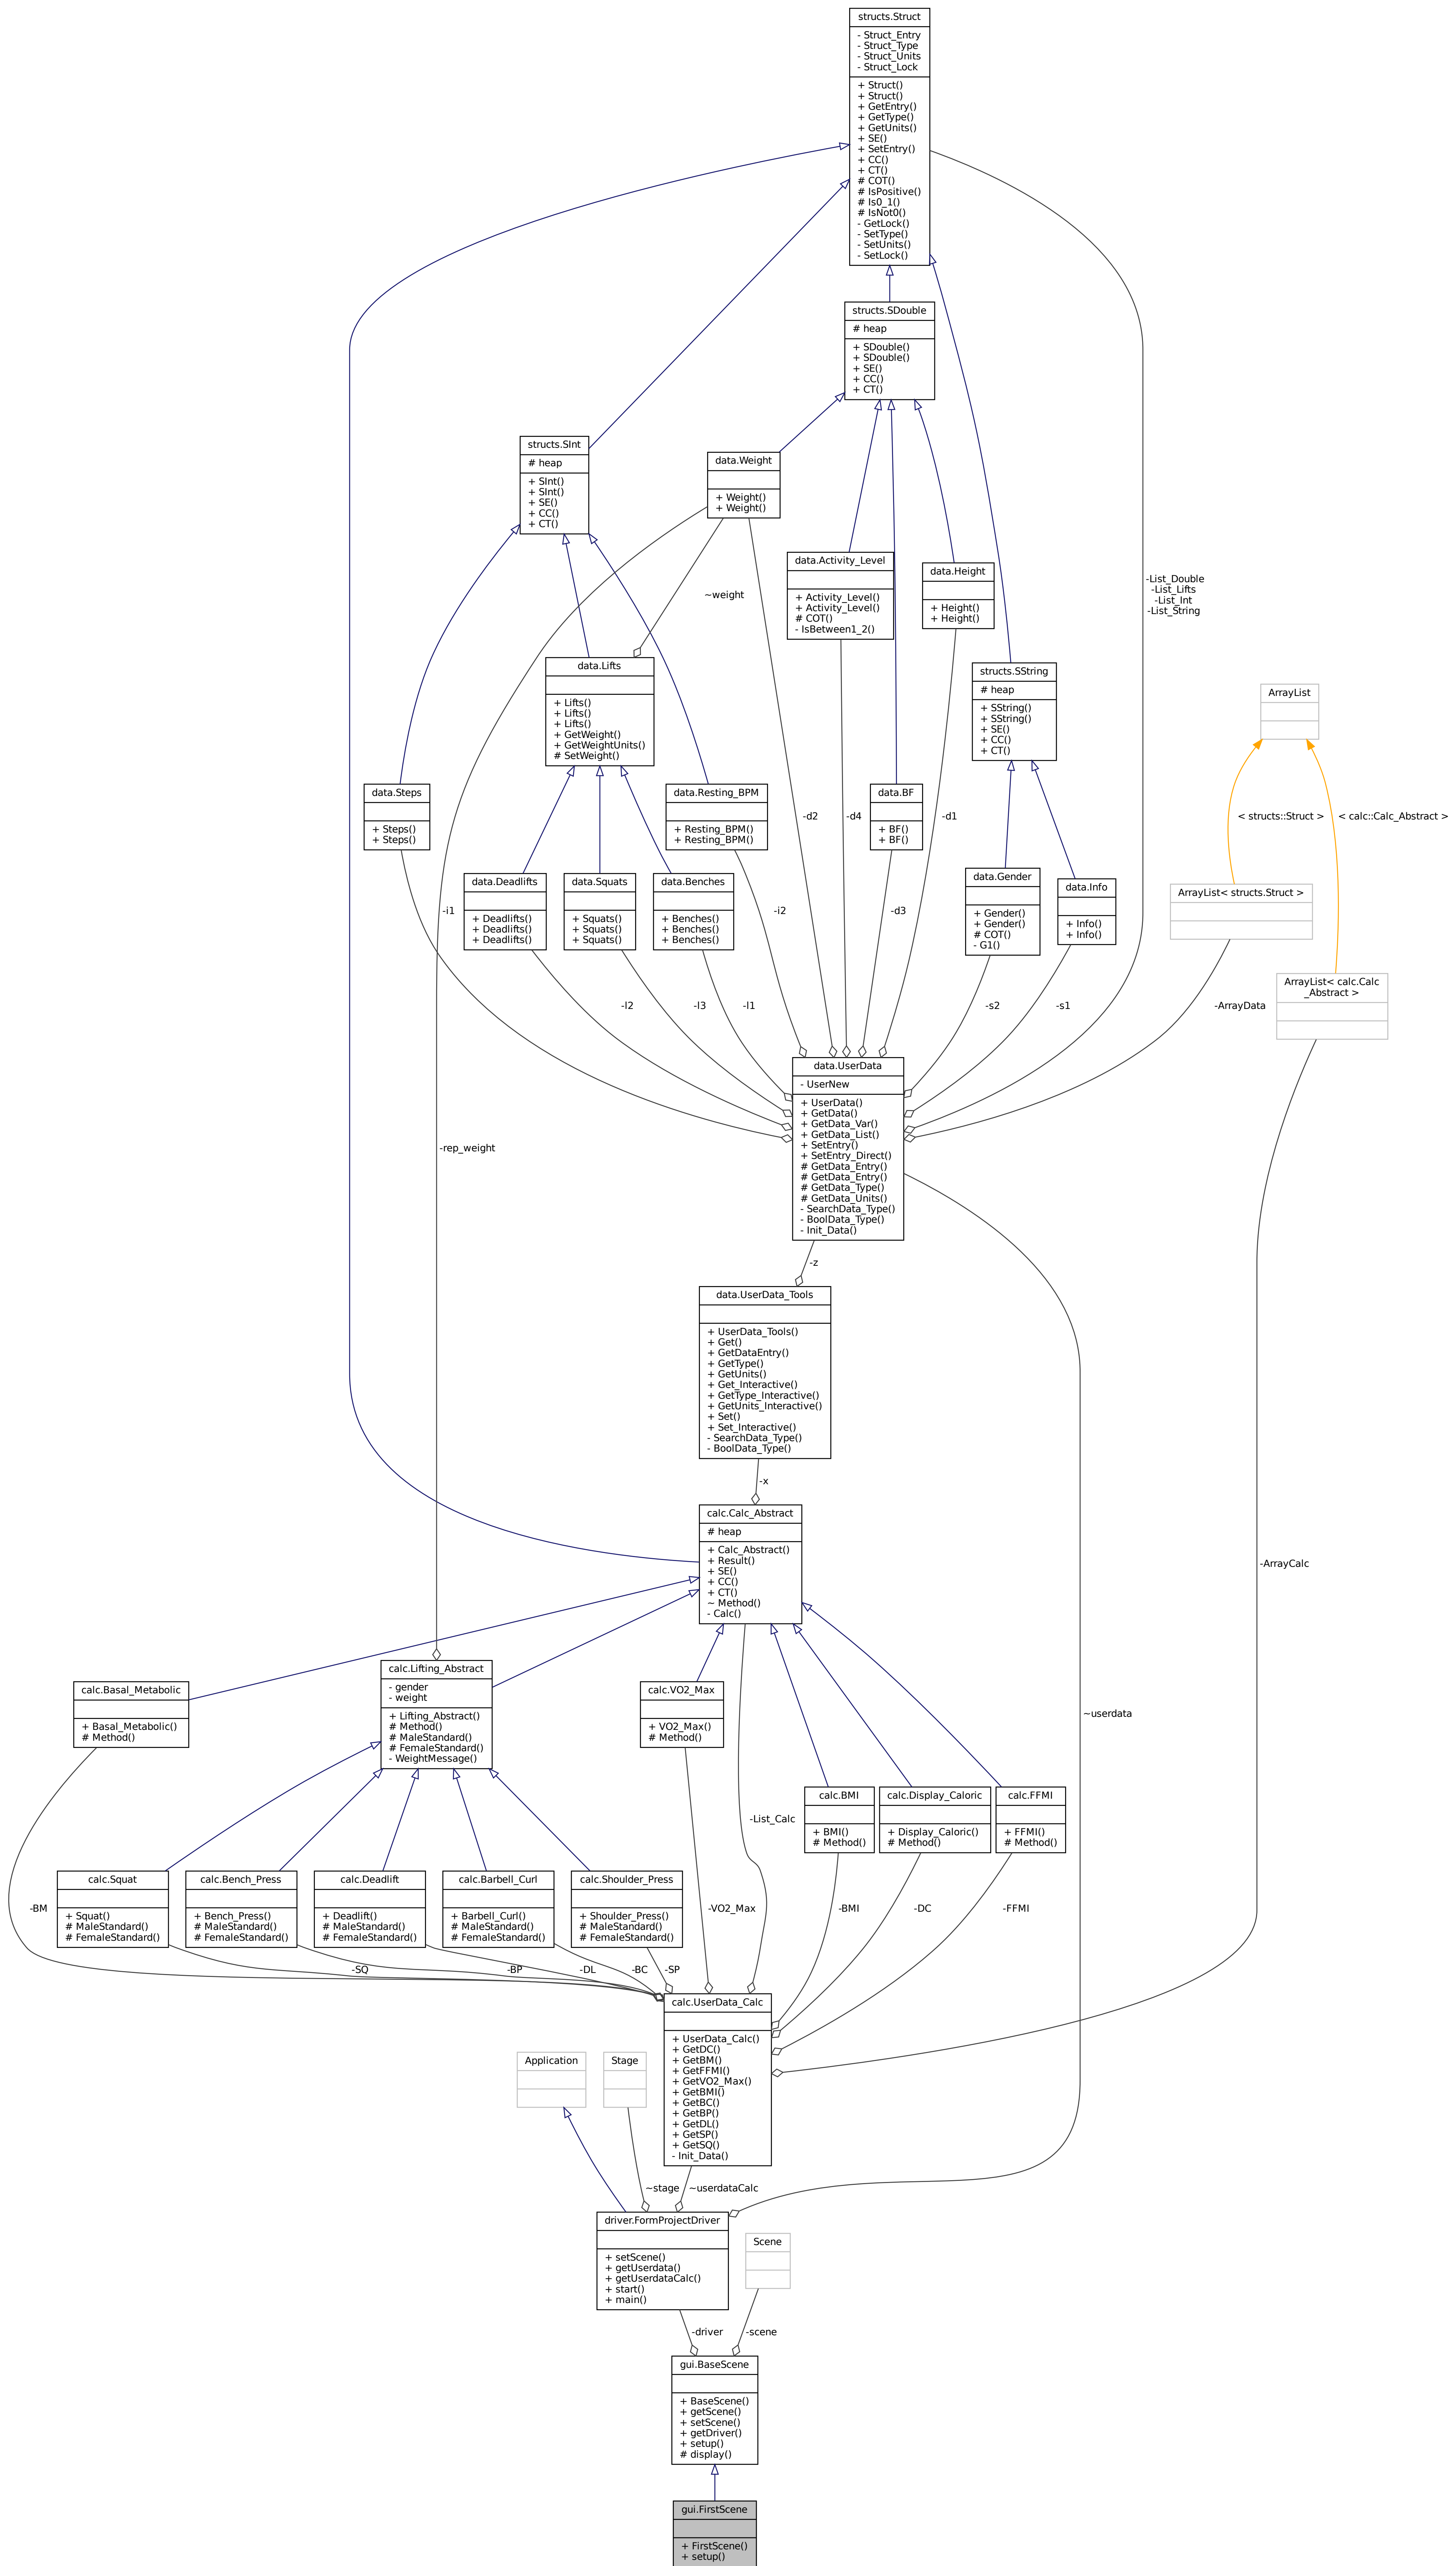 structs.Struct
- Struct_Entry
- Struct_Type
- Struct_Units
- Struct_Lock
+ Struct()
+ Struct()
+ GetEntry()
+ GetType()
+ GetUnits()
+ SE()
+ SetEntry()
+ CC()
+ CT()
# COT()
# IsPositive()
# Is0_1()
# IsNot0()
- GetLock()
- SetType()
- SetUnits()
- SetLock()
structs.SDouble
# heap
+ SDouble()
+ SDouble()
+ SE()
+ CC()
+ CT()
structs.SInt
# heap
+ SInt()
+ SInt()
+ SE()
+ CC()
+ CT()
data.Weight
+ Weight()
+ Weight()
data.Activity_Level
+ Activity_Level()
+ Activity_Level()
# COT()
- IsBetween1_2()
data.Height
+ Height()
+ Height()
-List_Double
-List_Lifts
-List_Int
-List_String
~weight
data.Lifts
+ Lifts()
+ Lifts()
+ Lifts()
+ GetWeight()
+ GetWeightUnits()
# SetWeight()
structs.SString
# heap
+ SString()
+ SString()
+ SE()
+ CC()
+ CT()
ArrayList
data.Steps
+ Steps()
+ Steps()
data.Resting_BPM
+ Resting_BPM()
+ Resting_BPM()
data.BF
+ BF()
+ BF()
-d2
-d4
-d1
< structs::Struct >
< calc::Calc_Abstract >
data.Deadlifts
+ Deadlifts()
+ Deadlifts()
+ Deadlifts()
data.Squats
+ Squats()
+ Squats()
+ Squats()
data.Benches
+ Benches()
+ Benches()
+ Benches()
data.Gender
+ Gender()
+ Gender()
# COT()
- G1()
data.Info
+ Info()
+ Info()
ArrayList< structs.Struct >
-i1
-i2
-d3
ArrayList< calc.Calc
_Abstract >
-l2
-l3
-l1
-s2
-s1
-ArrayData
data.UserData
- UserNew
+ UserData()
+ GetData()
+ GetData_Var()
+ GetData_List()
+ SetEntry()
+ SetEntry_Direct()
# GetData_Entry()
# GetData_Entry()
# GetData_Type()
# GetData_Units()
- SearchData_Type()
- BoolData_Type()
- Init_Data()
-rep_weight
-z
data.UserData_Tools
+ UserData_Tools()
+ Get()
+ GetDataEntry()
+ GetType()
+ GetUnits()
+ Get_Interactive()
+ GetType_Interactive()
+ GetUnits_Interactive()
+ Set()
+ Set_Interactive()
- SearchData_Type()
- BoolData_Type()
-x
calc.Calc_Abstract
# heap
+ Calc_Abstract()
+ Result()
+ SE()
+ CC()
+ CT()
~ Method()
- Calc()
-ArrayCalc
calc.Basal_Metabolic
+ Basal_Metabolic()
# Method()
calc.Lifting_Abstract
- gender
- weight
+ Lifting_Abstract()
# Method()
# MaleStandard()
# FemaleStandard()
- WeightMessage()
calc.VO2_Max
+ VO2_Max()
# Method()
~userdata
calc.BMI
+ BMI()
# Method()
calc.Display_Caloric
+ Display_Caloric()
# Method()
calc.FFMI
+ FFMI()
# Method()
-List_Calc
calc.Squat
+ Squat()
# MaleStandard()
# FemaleStandard()
calc.Bench_Press
+ Bench_Press()
# MaleStandard()
# FemaleStandard()
calc.Deadlift
+ Deadlift()
# MaleStandard()
# FemaleStandard()
calc.Barbell_Curl
+ Barbell_Curl()
# MaleStandard()
# FemaleStandard()
calc.Shoulder_Press
+ Shoulder_Press()
# MaleStandard()
# FemaleStandard()
-BM
-VO2_Max
-BMI
-DC
-FFMI
-SQ
-BP
-DL
-BC
-SP
calc.UserData_Calc
+ UserData_Calc()
+ GetDC()
+ GetBM()
+ GetFFMI()
+ GetVO2_Max()
+ GetBMI()
+ GetBC()
+ GetBP()
+ GetDL()
+ GetSP()
+ GetSQ()
- Init_Data()
Application
Stage
~stage
~userdataCalc
driver.FormProjectDriver
+ setScene()
+ getUserdata()
+ getUserdataCalc()
+ start()
+ main()
Scene
-driver
-scene
gui.BaseScene
+ BaseScene()
+ getScene()
+ setScene()
+ getDriver()
+ setup()
# display()
gui.FirstScene
+ FirstScene()
+ setup()